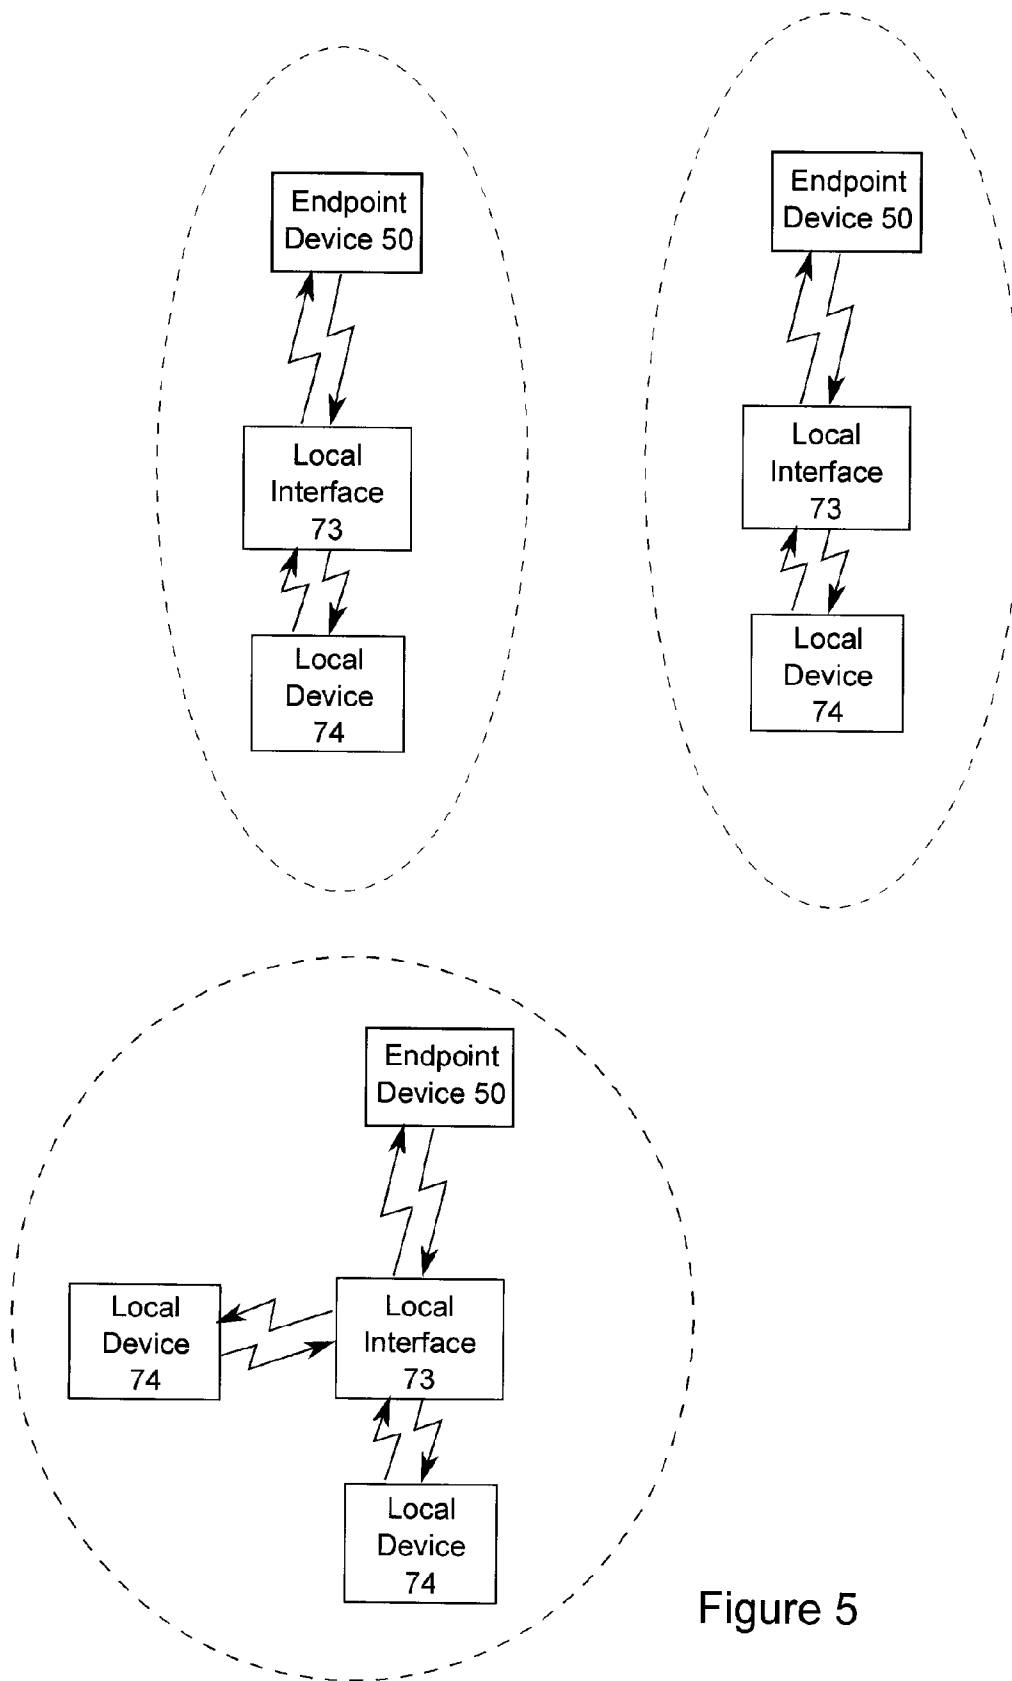 Endpoint
Device 50
Local
Interface
73
Local
Device
74
Endpoint
Device 50
Local
Interface
73
Local
Device
74
Endpoint
Device 50
Local
Device
74
Local
Interface
73
Local
Device
74
Figure 5